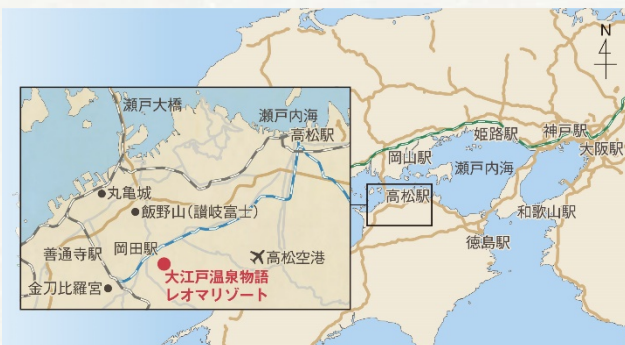 N
瀬戸大橋
瀬戸内海
高松駅
丸亀城
飯野山(讃岐富士)
岡田駅
善通寺駅
高松空港
大江戸温泉物語
レオマリゾート
金刀比羅宮
姫路駅
神戸駅
大阪駅
岡山駅
瀬戸内海
高松駅
和歌山駅
徳島駅